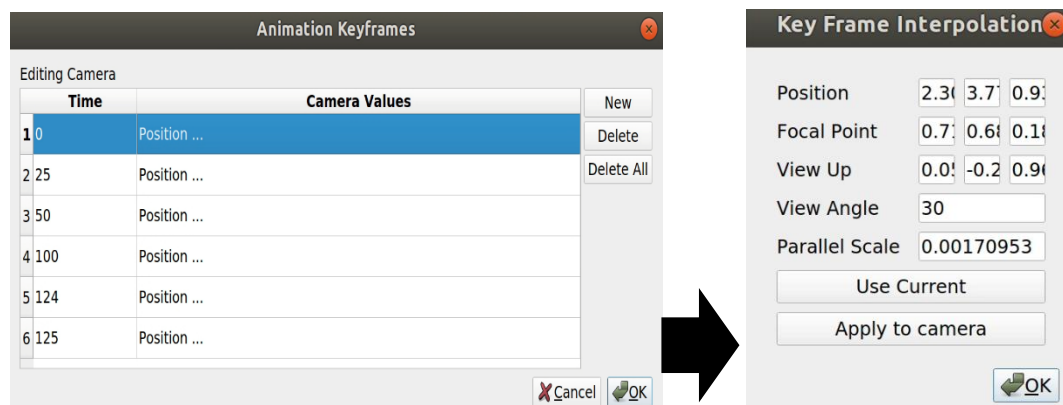 Animation Keyframes
Editing Camera
Time Camera Values
New
Delete
Delete All
1 0 Position ...
2 25 Position ...
3 50 Position ...
4 100 Position ...
5 124 Position ...
6 125 Position ...
Cancel OK
Key Frame Interpolation
Position
Focal Point
View Up -0.2
View Angle 30
Parallel Scale 0.00170953
Use Current
Apply to camera
OK